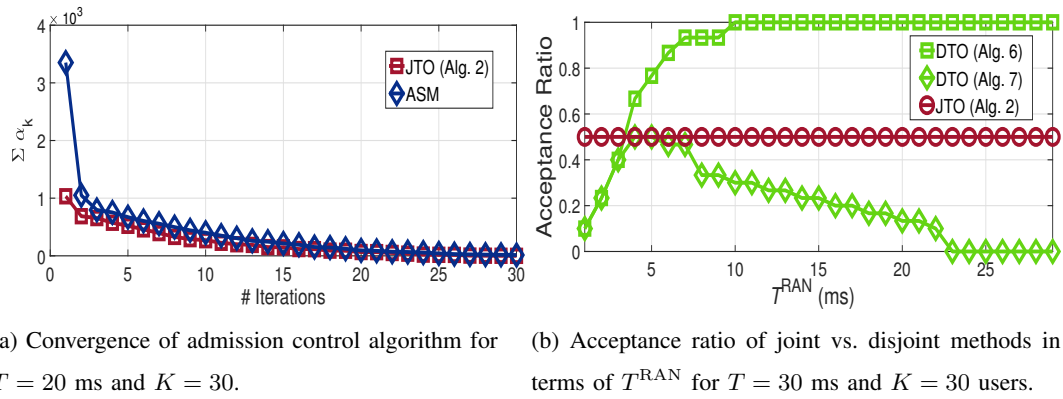 × 10³
4
3
2
1
0
0
5
10
15
20
25
30
Σ αₖ
# Iterations
JTO (Alg. 2)
ASM
1
0.8
0.6
0.4
0.2
0
5
10
15
20
25
Acceptance Ratio
T^RAN (ms)
DTO (Alg. 6)
DTO (Alg. 7)
JTO (Alg. 2)
a) Convergence of admission control algorithm for
T = 20 ms and K = 30.
(b) Acceptance ratio of joint vs. disjoint methods in
terms of T^RAN for T = 30 ms and K = 30 users.